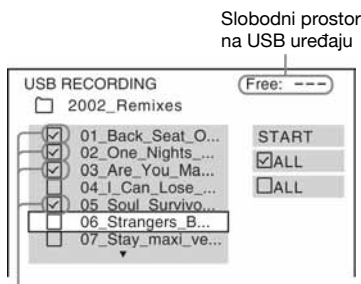 Slobodni prostor
na USB uređaju
USB RECORDING
Free: ---
2002_Remixes
01_Back_Seat_O...
02_One_Nights_...
03_Are_You_Ma...
04_I_Can_Lose_...
05_Soul_Survivo...
06_Strangers_B...
07_Stay_maxi_ve...
START
ALL
ALL